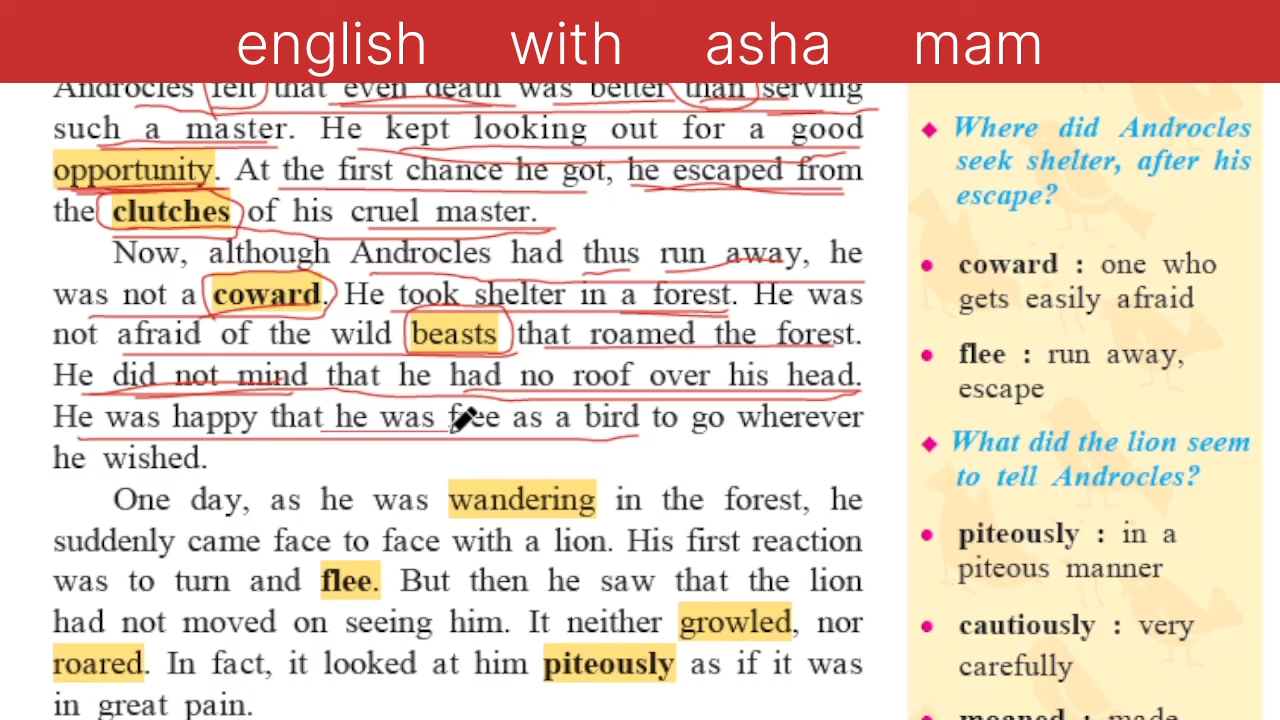 english with asha mam
Androcles felt that even death was better than serving
such a master. He kept looking out for a good
opportunity. At the first chance he got, he escaped from
the clutches of his cruel master.
Now, although Androcles had thus run away, he
was not a coward. He took shelter in a forest. He was
not afraid of the wild beasts that roamed the forest.
He did not mind that he had no roof over his head.
He was happy that he was free as a bird to go wherever
he wished.
One day, as he was wandering in the forest, he
suddenly came face to face with a lion. His first reaction
was to turn and flee. But then he saw that the lion
had not moved on seeing him. It neither growled, nor
roared. In fact, it looked at him piteously as if it was
in great pain.
◆ Where did Androcles
seek shelter, after his
escape?
• coward : one who
gets easily afraid
• flee : run away,
escape
◆ What did the lion seem
to tell Androcles?
• piteously : in a
piteous manner
• cautiously : very
carefully
• moaned : made